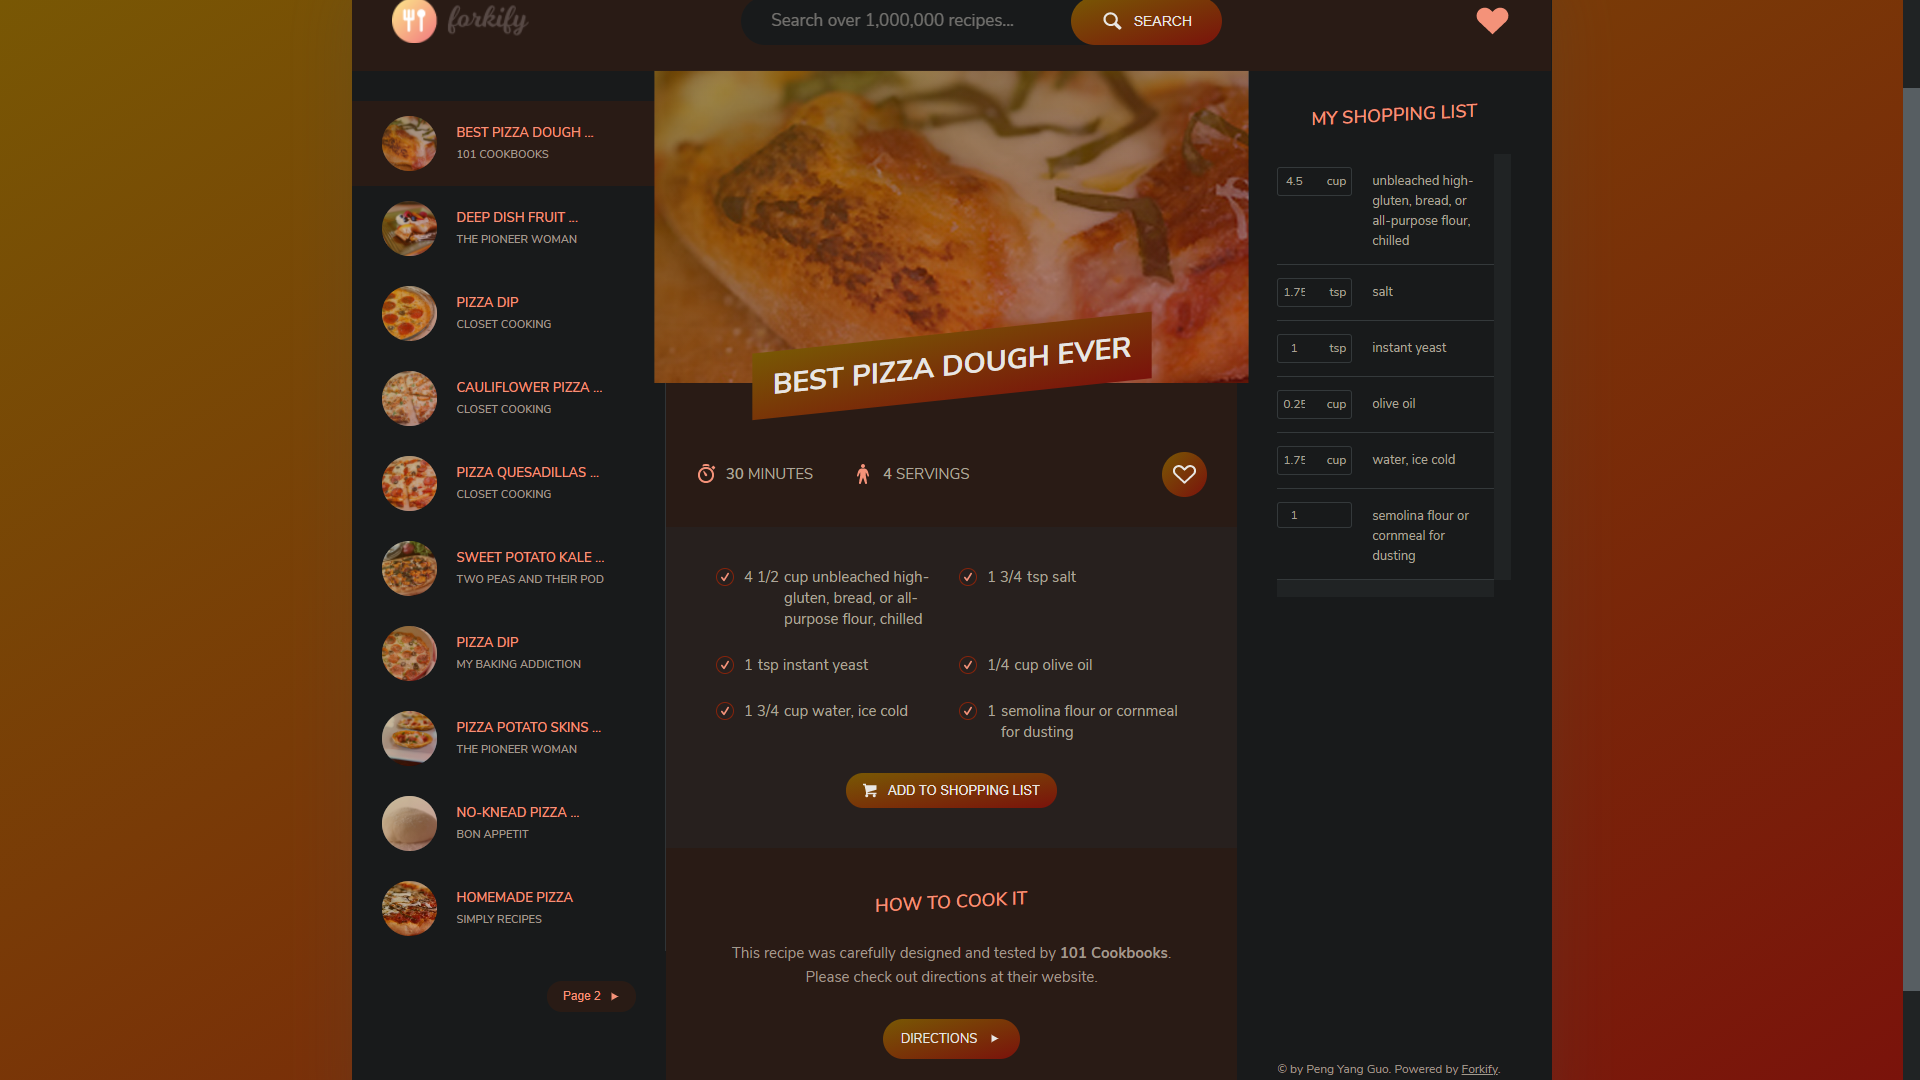 forkify
Search over 1,000,000 recipes...
SEARCH
BEST PIZZA DOUGH ...
101 COOKBOOKS
DEEP DISH FRUIT ...
THE PIONEER WOMAN
PIZZA DIP
CLOSET COOKING
CAULIFLOWER PIZZA ...
CLOSET COOKING
PIZZA QUESADILLAS ...
CLOSET COOKING
SWEET POTATO KALE ...
TWO PEAS AND THEIR POD
PIZZA DIP
MY BAKING ADDICTION
PIZZA POTATO SKINS ...
THE PIONEER WOMAN
NO-KNEAD PIZZA ...
BON APPETIT
HOMEMADE PIZZA
SIMPLY RECIPES
Page 2
BEST PIZZA DOUGH EVER
30 MINUTES
4 SERVINGS
4 1/2 cup unbleached high-
gluten, bread, or all-
purpose flour, chilled
1 3/4 tsp salt
1 tsp instant yeast
1/4 cup olive oil
1 3/4 cup water, ice cold
1 semolina flour or cornmeal
for dusting
ADD TO SHOPPING LIST
HOW TO COOK IT
This recipe was carefully designed and tested by 101 Cookbooks.
Please check out directions at their website.
DIRECTIONS
MY SHOPPING LIST
4.5 cup unbleached high-
gluten, bread, or
all-purpose flour,
chilled
1.75 tsp salt
1 tsp instant yeast
0.25 cup olive oil
1.75 cup water, ice cold
1 semolina flour or
cornmeal for
dusting
© by Peng Yang Guo. Powered by Forkify.